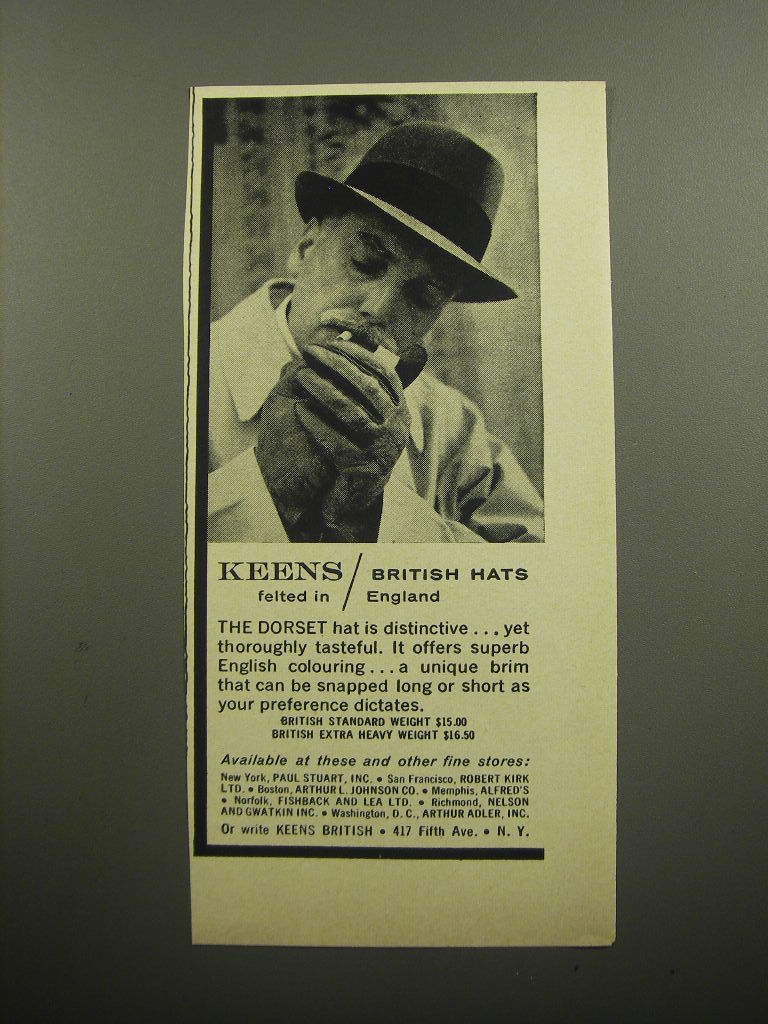 KEENS / BRITISH HATS
felted in / England
THE DORSET hat is distinctive . . . yet
thoroughly tasteful. It offers superb
English colouring . . . a unique brim
that can be snapped long or short as
your preference dictates.
BRITISH STANDARD WEIGHT $15.00
BRITISH EXTRA HEAVY WEIGHT $16.50
Available at these and other fine stores:
New York, PAUL STUART, INC. • San Francisco, ROBERT KIRK
LTD. • Boston, ARTHUR L. JOHNSON CO. • Memphis, ALFRED'S
• Norfolk, FISHBACK AND LEA LTD. • Richmond, NELSON
AND GWATKIN INC. • Washington, D. C., ARTHUR ADLER, INC.
Or write KEENS BRITISH • 417 Fifth Ave. • N. Y.